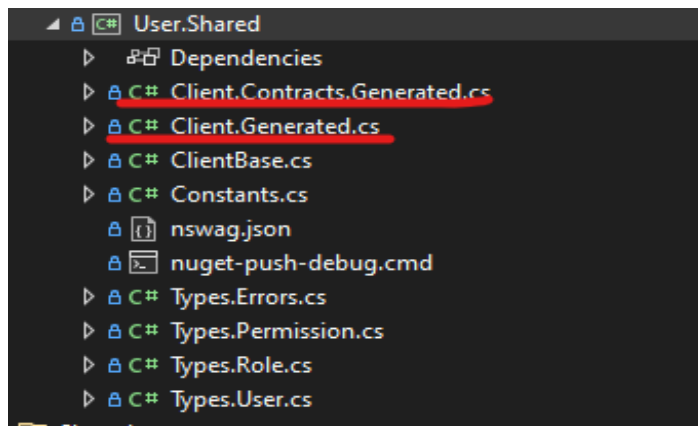 C# User.Shared
Dependencies
C# Client.Contracts.Generated.cs
C# Client.Generated.cs
C# ClientBase.cs
C# Constants.cs
nswag.json
nuget-push-debug.cmd
C# Types.Errors.cs
C# Types.Permission.cs
C# Types.Role.cs
C# Types.User.cs